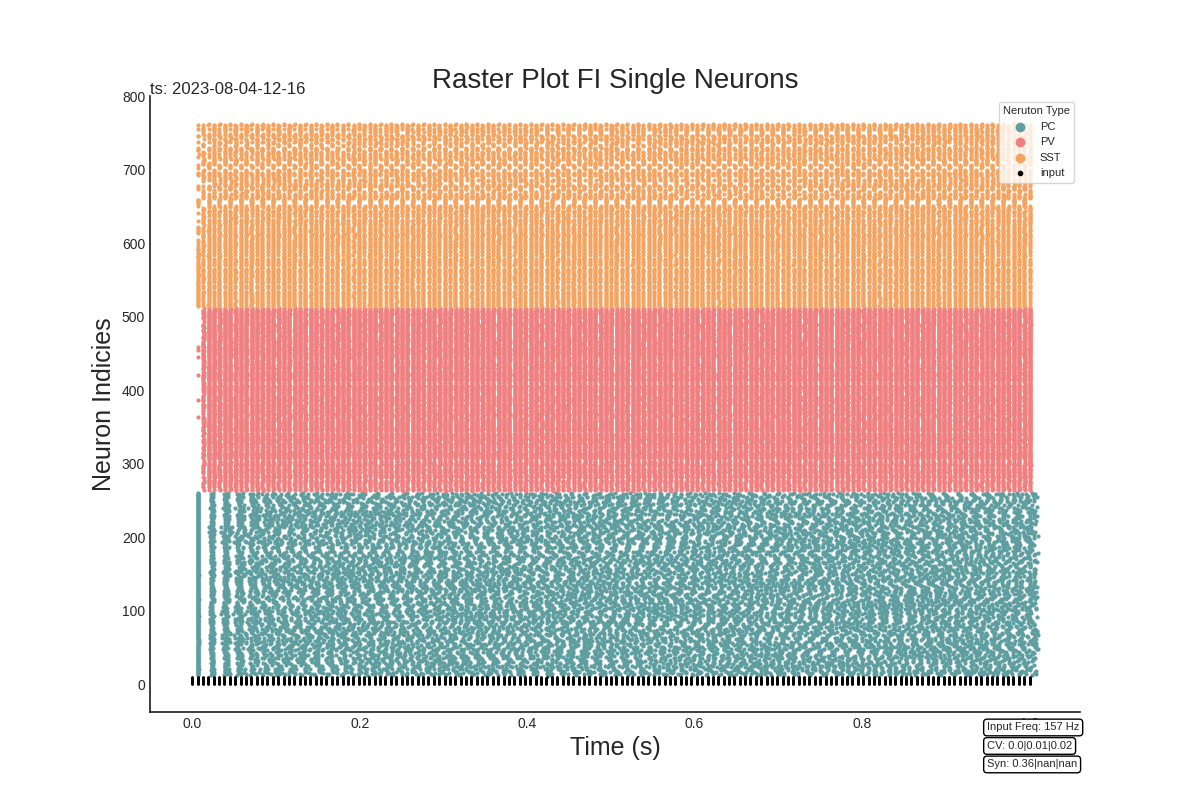 Raster Plot FI Single Neurons
ts: 2023-08-04-12-16
Neruton Type
PC
PV
SST
input
Neuron Indicies
800
700
600
500
400
300
200
100
0
0.0 0.2 0.4 0.6 0.8
Time (s)
Input Freq: 157 Hz
CV: 0.0|0.01|0.02
Syn: 0.36|nan|nan